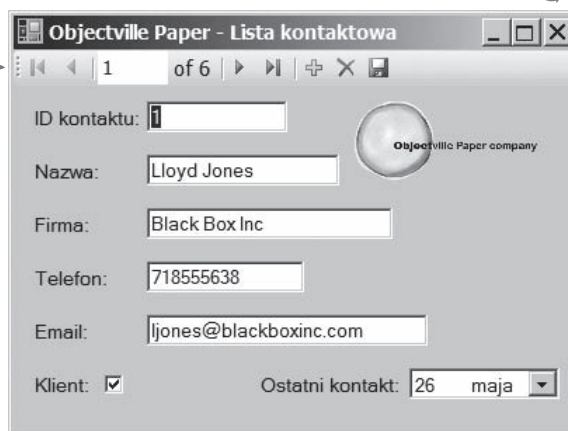 Objectville Paper - Lista kontaktowa
1 of 6
ID kontaktu: 1
Objectville Paper company
Nazwa: Lloyd Jones
Firma: Black Box Inc
Telefon: 718555638
Email: ljones@blackboxinc.com
Klient: Ostatni kontakt: 26 maja